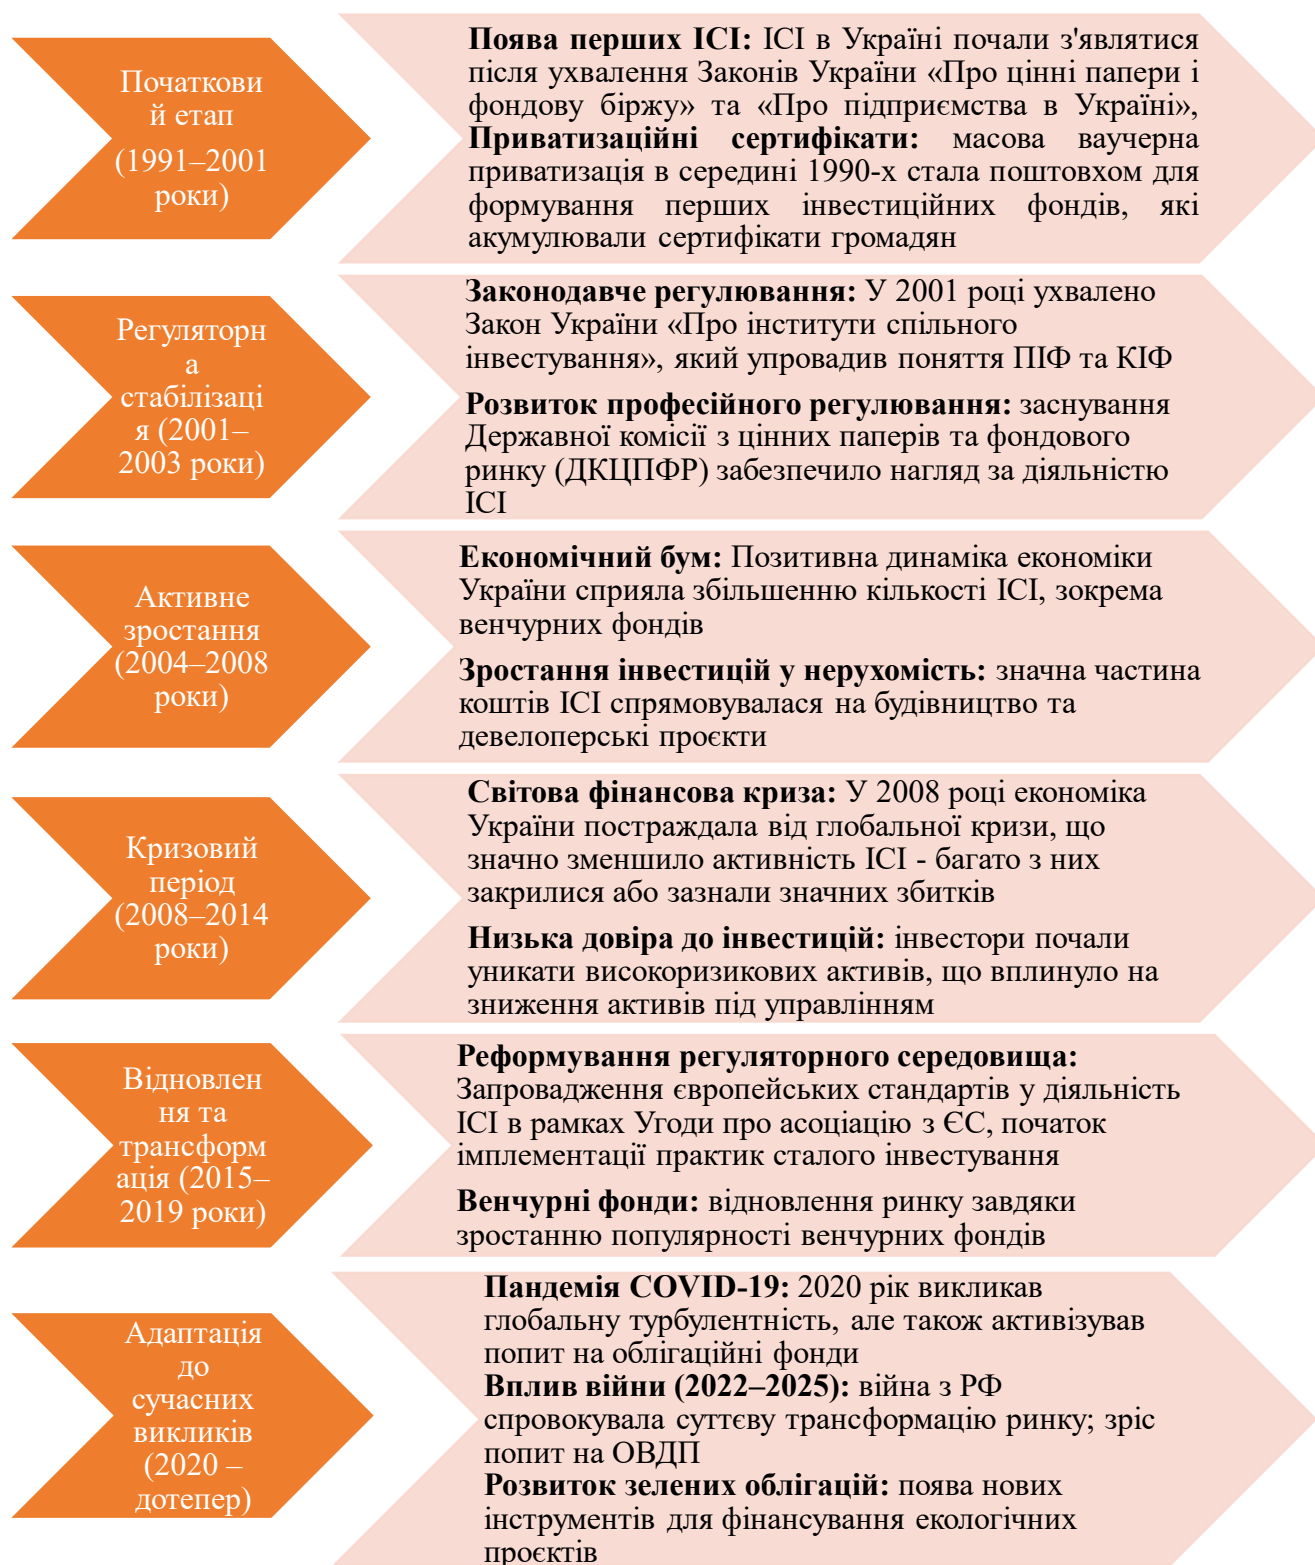 Початкови
й етап
(1991–2001
роки)
Поява перших ІСІ: ІСІ в Україні почали з'являтися
після ухвалення Законів України «Про цінні папери і
фондову біржу» та «Про підприємства в Україні»,
Приватизаційні сертифікати: масова ваучерна
приватизація в середині 1990-х стала поштовхом для
формування перших інвестиційних фондів, які
акумулювали сертифікати громадян
Регуляторн
а
стабілізаці
я (2001–
2003 роки)
Законодавче регулювання: У 2001 році ухвалено
Закон України «Про інститути спільного
інвестування», який упровадив поняття ПІФ та КІФ
Розвиток професійного регулювання: заснування
Державної комісії з цінних паперів та фондового
ринку (ДКЦПФР) забезпечило нагляд за діяльністю
ІСІ
Активне
зростання
(2004–2008
роки)
Економічний бум: Позитивна динаміка економіки
України сприяла збільшенню кількості ІСІ, зокрема
венчурних фондів
Зростання інвестицій у нерухомість: значна частина
коштів ІСІ спрямовувалася на будівництво та
девелоперські проєкти
Кризовий
період
(2008–2014
роки)
Світова фінансова криза: У 2008 році економіка
України постраждала від глобальної кризи, що
значно зменшило активність ІСІ - багато з них
закрилися або зазнали значних збитків
Низька довіра до інвестицій: інвестори почали
уникати високоризикових активів, що вплинуло на
зниження активів під управлінням
Відновлен
ня та
трансформ
ація (2015–
2019 роки)
Реформування регуляторного середовища:
Запровадження європейських стандартів у діяльність
ІСІ в рамках Угоди про асоціацію з ЄС, початок
імплементації практик сталого інвестування
Венчурні фонди: відновлення ринку завдяки
зростанню популярності венчурних фондів
Адаптація
до
сучасних
викликів
(2020 –
дотепер)
Пандемія COVID-19: 2020 рік викликав
глобальну турбулентність, але також активізував
попит на облігаційні фонди
Вплив війни (2022–2025): війна з РФ
спровокувала суттєву трансформацію ринку; зріс
попит на ОВДП
Розвиток зелених облігацій: поява нових
інструментів для фінансування екологічних
проєктів